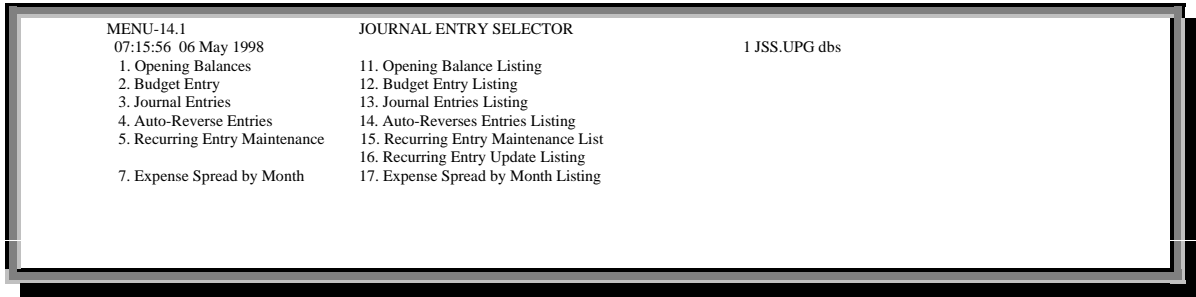 MENU-14.1 JOURNAL ENTRY SELECTOR
07:15:56 06 May 1998 1 JSS.UPG dbs
1. Opening Balances 11. Opening Balance Listing
2. Budget Entry 12. Budget Entry Listing
3. Journal Entries 13. Journal Entries Listing
4. Auto-Reverse Entries 14. Auto-Reverses Entries Listing
5. Recurring Entry Maintenance 15. Recurring Entry Maintenance List
16. Recurring Entry Update Listing
7. Expense Spread by Month 17. Expense Spread by Month Listing